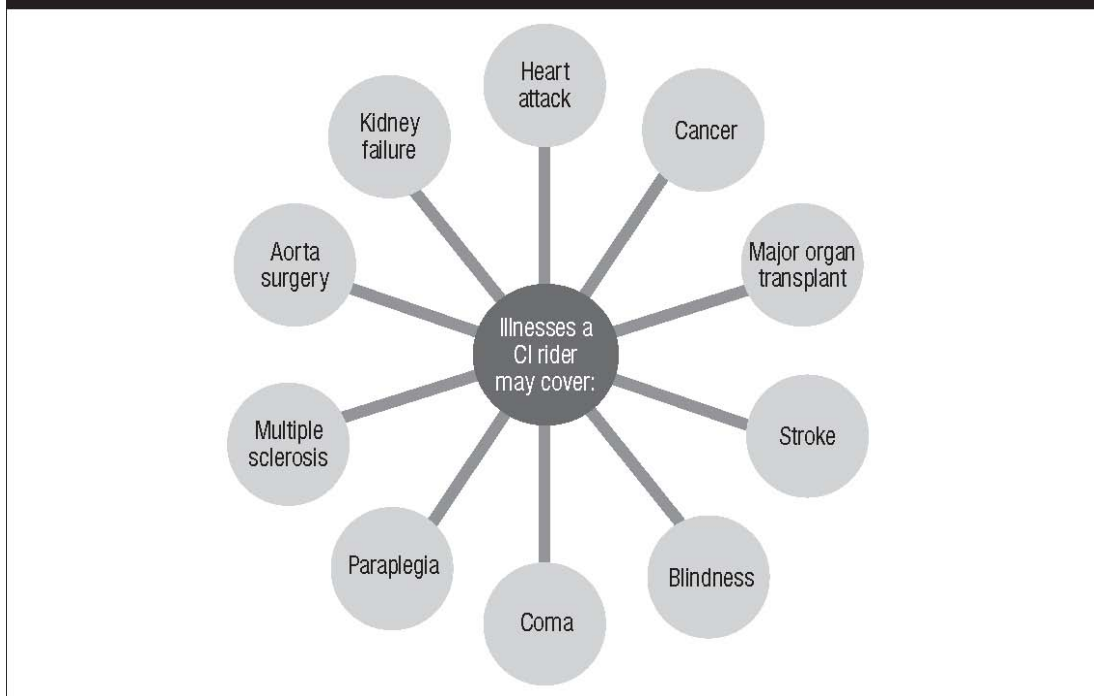 Heart
attack
Cancer
Major organ
transplant
Stroke
Blindness
Coma
Paraplegia
Multiple
sclerosis
Aorta
surgery
Kidney
failure
Illnesses a
CI rider
may cover: